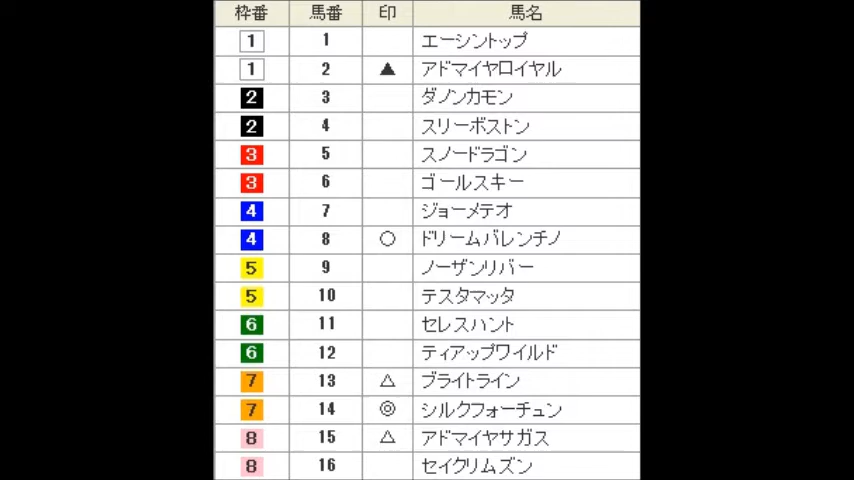 枠番 馬番 印 馬名
1 1 エーシントップ
1 2 ▲ アドマイヤロイヤル
2 3 ダノンカモン
2 4 スリーボストン
3 5 スノードラゴン
3 6 ゴールスキー
4 7 ジョーメテオ
4 8 ○ ドリームバレンチノ
5 9 ノーザンリバー
5 10 テスタマッタ
6 11 セレスハント
6 12 ティアップワイルド
7 13 △ ブライトライン
7 14 ◎ シルクフォーチュン
8 15 △ アドマイヤサガス
8 16 セイクリムズン